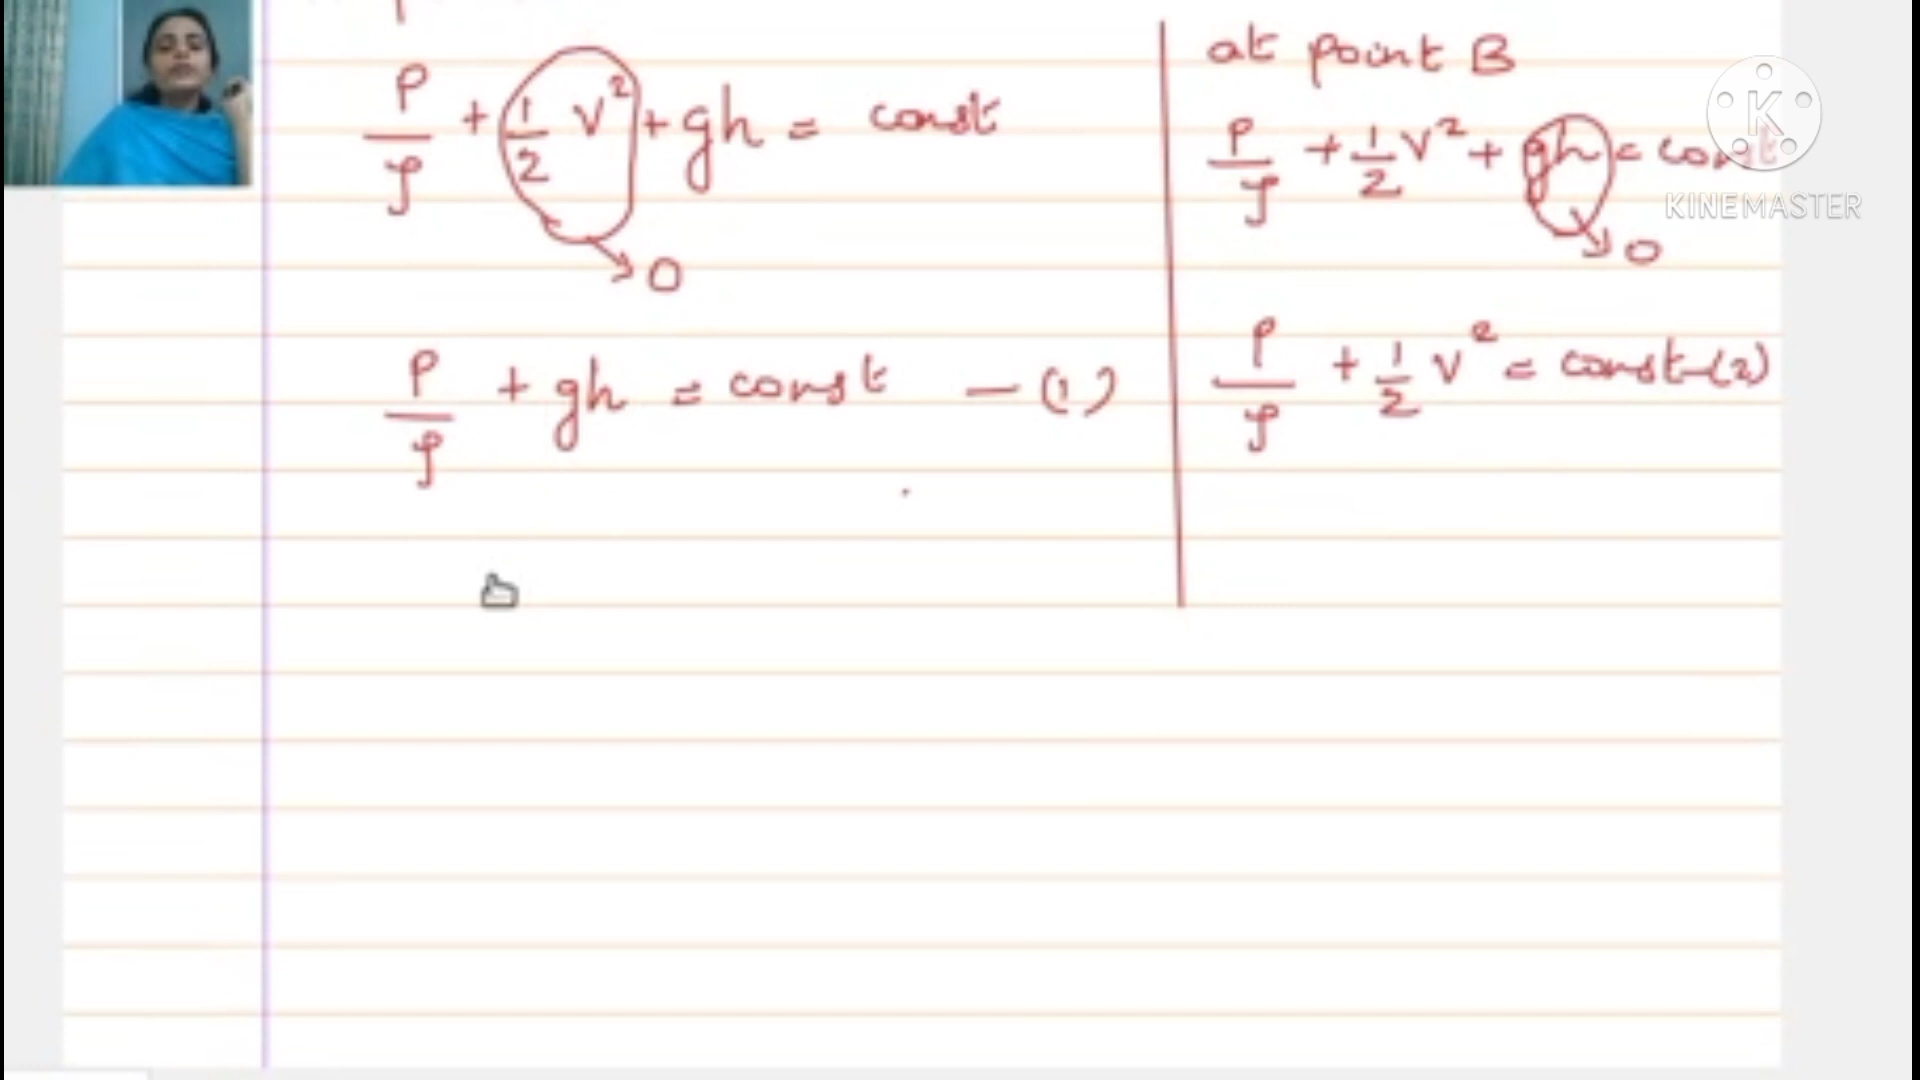 P/ρ + 1/2 v² + gh = const
→ 0
P/ρ + gh = const — (1)
at point B
P/ρ + 1/2 v² + gh = const
→ 0
P/ρ + 1/2 v² = const - (2)
K
KINEMASTER